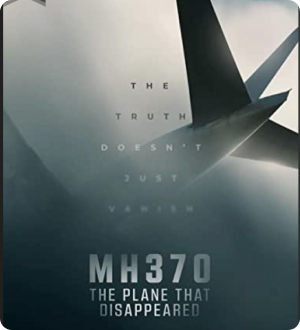 THE
TRUTH
DOESN'T
JUST
VANISH
MH370
THE PLANE THAT
DISAPPEARED